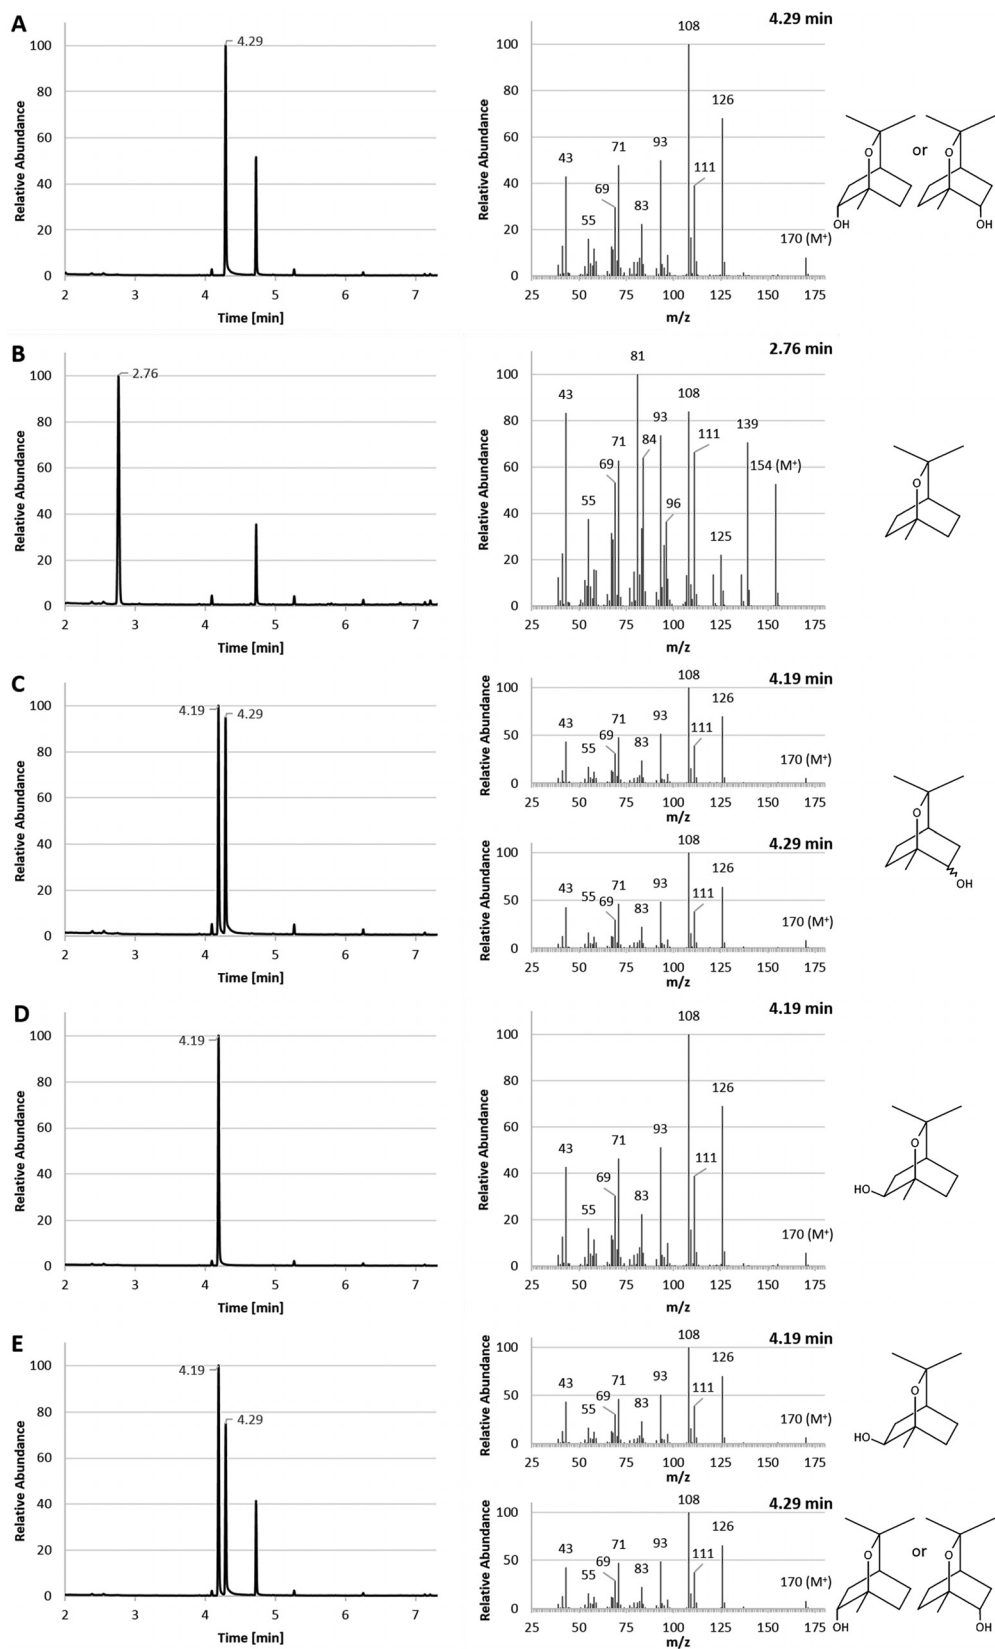 A
4.29
100
80
60
40
20
0
Relative Abundance
2 3 4 5 6 7
Time [min]
4.29 min
108
126
93
71
43
111
69
83
55
170 (M⁺)
100
80
60
40
20
0
Relative Abundance
25 50 75 100 125 150 175
m/z
O
OH
or
O
OH
B
2.76
100
80
60
40
20
0
Relative Abundance
2 3 4 5 6 7
Time [min]
2.76 min
81
43
108
93
139
84
111
71
69
154 (M⁺)
55
96
125
100
80
60
40
20
0
Relative Abundance
25 50 75 100 125 150 175
m/z
O
C
4.19
4.29
100
80
60
40
20
0
Relative Abundance
2 3 4 5 6 7
Time [min]
4.19 min
108
126
93
71
43
69
55
83
111
170 (M⁺)
100
50
0
Relative Abundance
25 50 75 100 125 150 175
m/z
4.29 min
108
126
93
71
43
55
69
83
111
170 (M⁺)
100
50
0
Relative Abundance
25 50 75 100 125 150 175
m/z
O
OH
D
4.19
100
80
60
40
20
0
Relative Abundance
2 3 4 5 6 7
Time [min]
4.19 min
108
126
93
71
43
111
69
83
55
170 (M⁺)
100
80
60
40
20
0
Relative Abundance
25 50 75 100 125 150 175
m/z
O
HO
E
4.19
4.29
100
80
60
40
20
0
Relative Abundance
2 3 4 5 6 7
Time [min]
4.19 min
108
126
93
71
43
69
55
83
111
170 (M⁺)
100
50
0
Relative Abundance
25 50 75 100 125 150 175
m/z
O
HO
4.29 min
108
126
93
71
43
69
55
83
111
170 (M⁺)
100
50
0
Relative Abundance
25 50 75 100 125 150 175
m/z
O
OH
or
O
OH